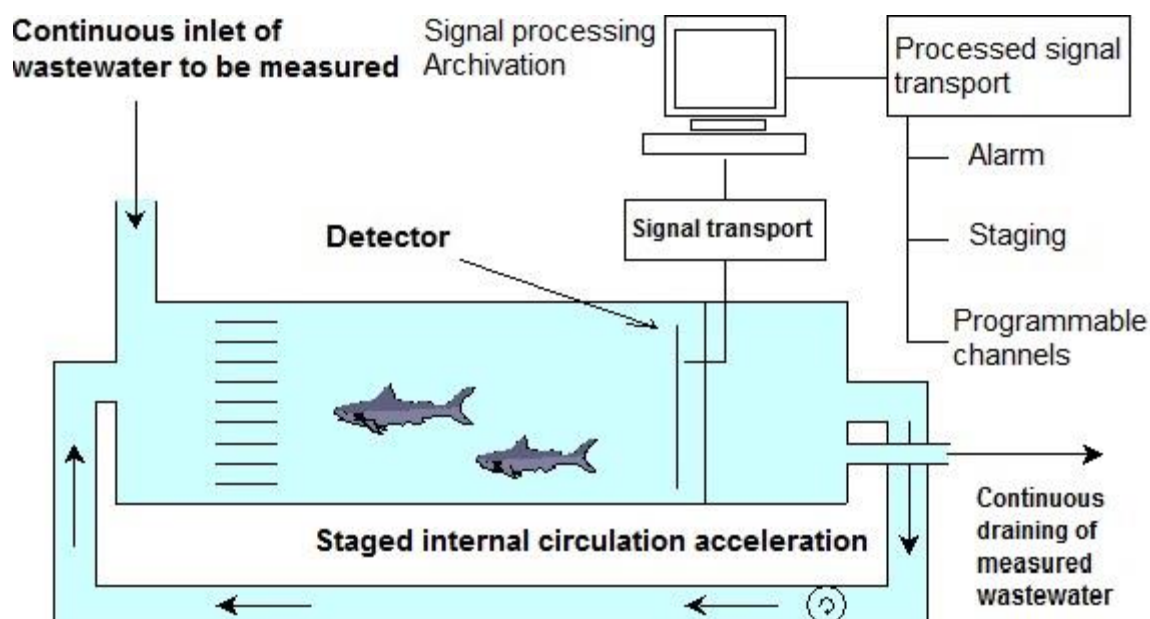 Continuous inlet of
wastewater to be measured
Signal processing
Archivation
Processed signal
transport
Alarm
Staging
Programmable
channels
Signal transport
Detector
Staged internal circulation acceleration
Continuous
draining of
measured
wastewater